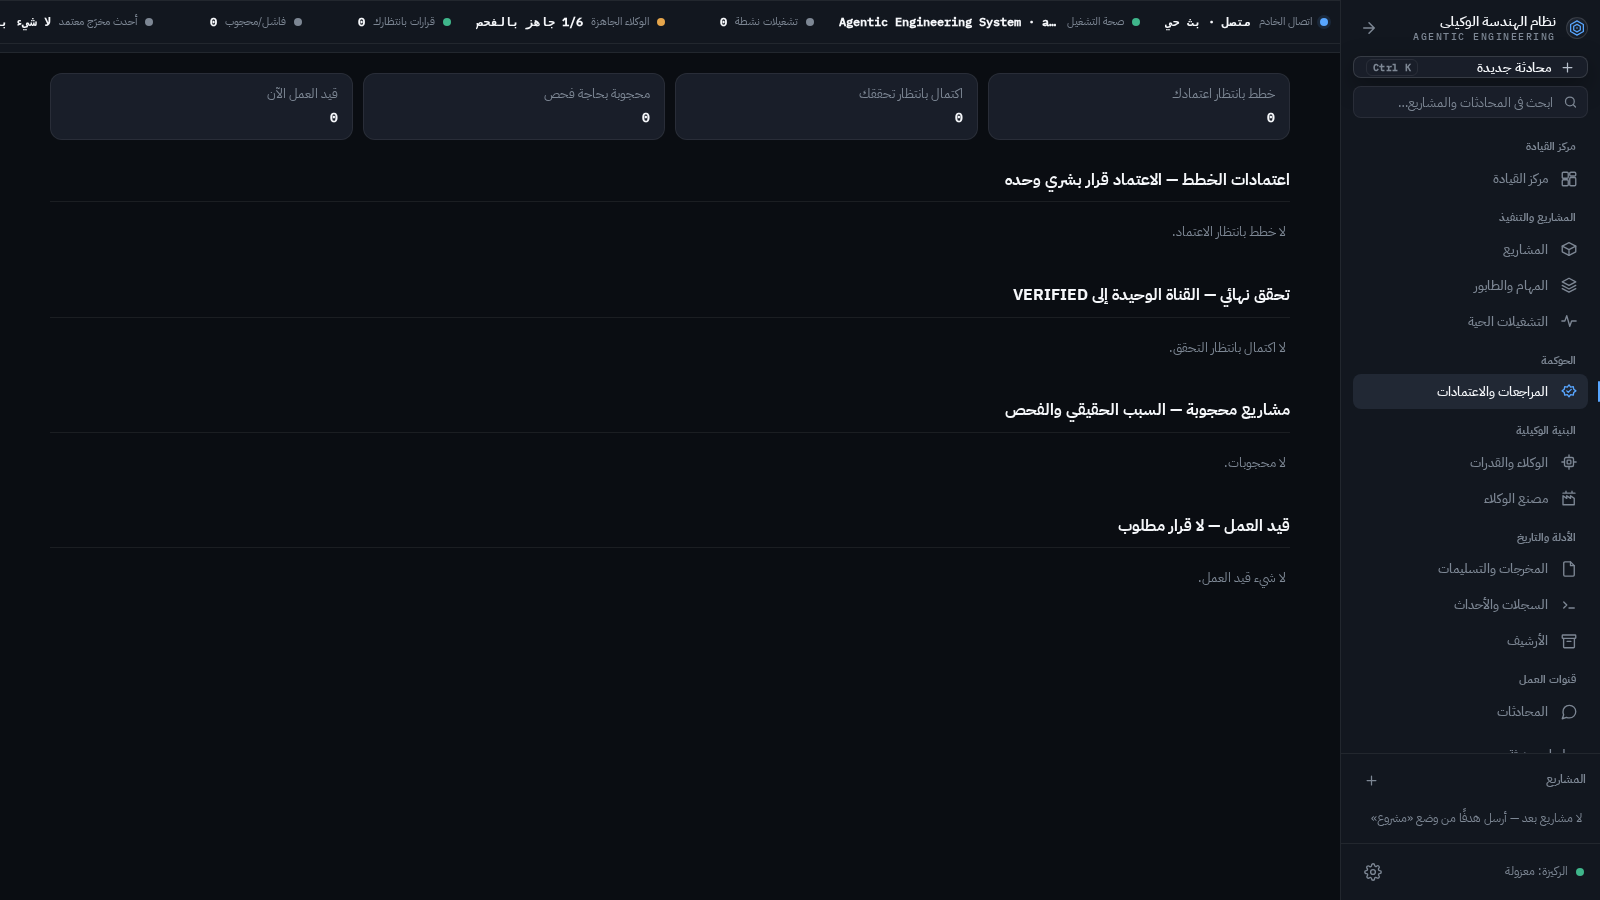 نظام الهندسة الوكيلي
AGENTIC ENGINEERING
محادثة جديدة Ctrl K
ابحث في المحادثات والمشاريع...
مركز القيادة
مركز القيادة
المشاريع والتنفيذ
المشاريع
المهام والطابور
التشغيلات الحية
الحوكمة
المراجعات والاعتمادات
البنية الوكيلية
الوكلاء والقدرات
مصنع الوكلاء
الأدلة والتاريخ
المخرجات والتسليمات
السجلات والأحداث
الأرشيف
قنوات العمل
المحادثات
المشاريع
لا مشاريع بعد — أرسل هدفًا من وضع «مشروع»
الركيزة: معزولة
اتصال الخادم متصل · بث حي
صحة التشغيل Agentic Engineering System · a…
تشغيلات نشطة 0
الوكلاء الجاهزة 1/6 جاهز بالفحص
قرارات بانتظارك 0
فاشل/محجوب 0
أحدث مخرَج معتمد لا شيء
خطط بانتظار اعتمادك
0
اكتمال بانتظار تحققك
0
محجوبة بحاجة فحص
0
قيد العمل الآن
0
اعتمادات الخطط — الاعتماد قرار بشري وحده
لا خطط بانتظار الاعتماد.
تحقق نهائي — القناة الوحيدة إلى VERIFIED
لا اكتمال بانتظار التحقق.
مشاريع محجوبة — السبب الحقيقي والفحص
لا محجوبات.
قيد العمل — لا قرار مطلوب
لا شيء قيد العمل.